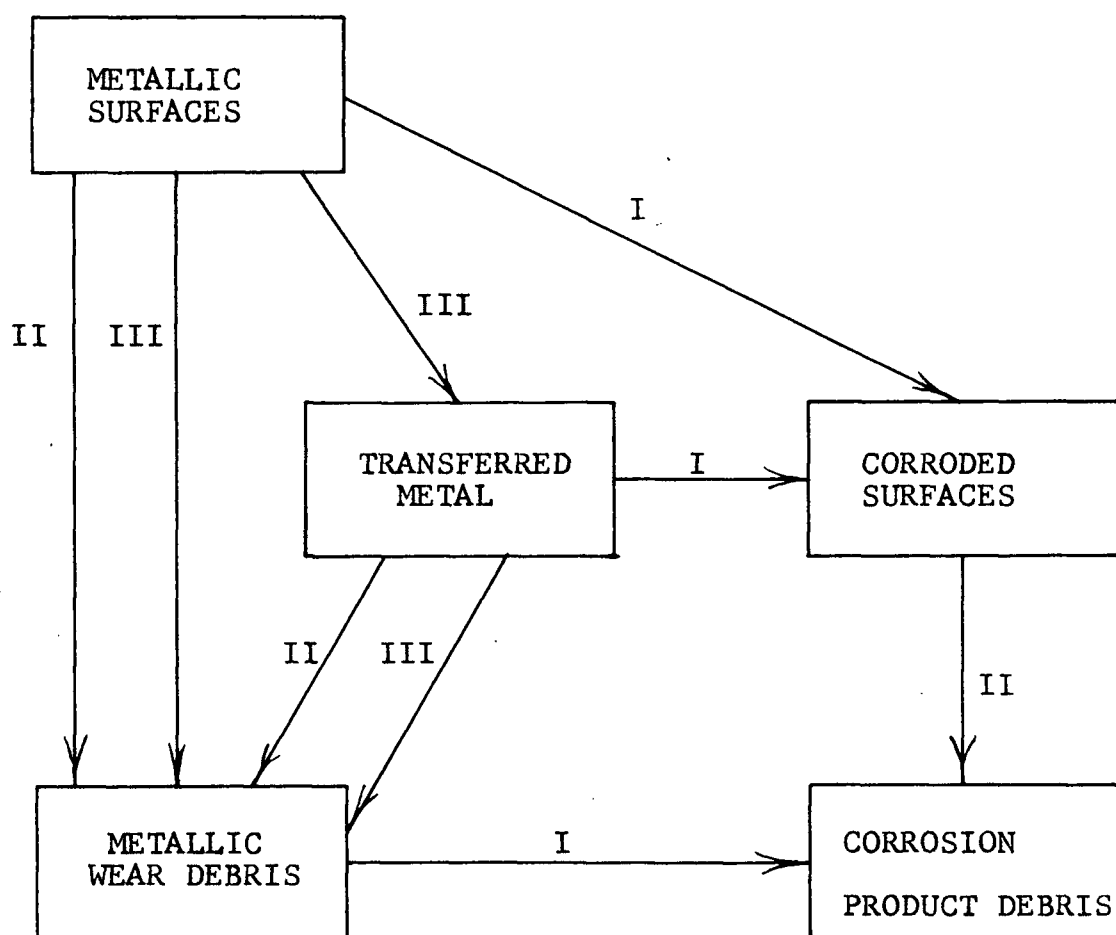 METALLIC
SURFACES
I
III
II
III
TRANSFERRED
METAL
I
CORRODED
SURFACES
II
III
II
METALLIC
WEAR DEBRIS
I
CORROSION
PRODUCT DEBRIS